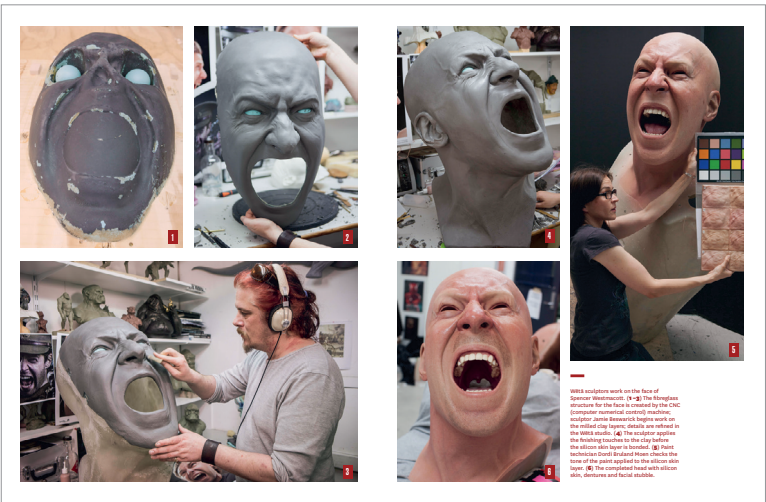 1
2
4
5
3
6
Wētā sculptors work on the face of
Spencer Westmacott. (1–3) The fibreglass
structure for the face is created by the CNC
(computer numerical control) machine;
sculptor Jamie Beswarick begins work on
the milled clay layers; details are refined in
the Wētā studio. (4) The sculptor applies
the finishing touches to the clay before
the silicon skin layer is bonded. (5) Paint
technician Dordi Bruland Moen checks the
tone of the paint applied to the silicon skin
layer. (6) The completed head with silicon
skin, dentures and facial stubble.